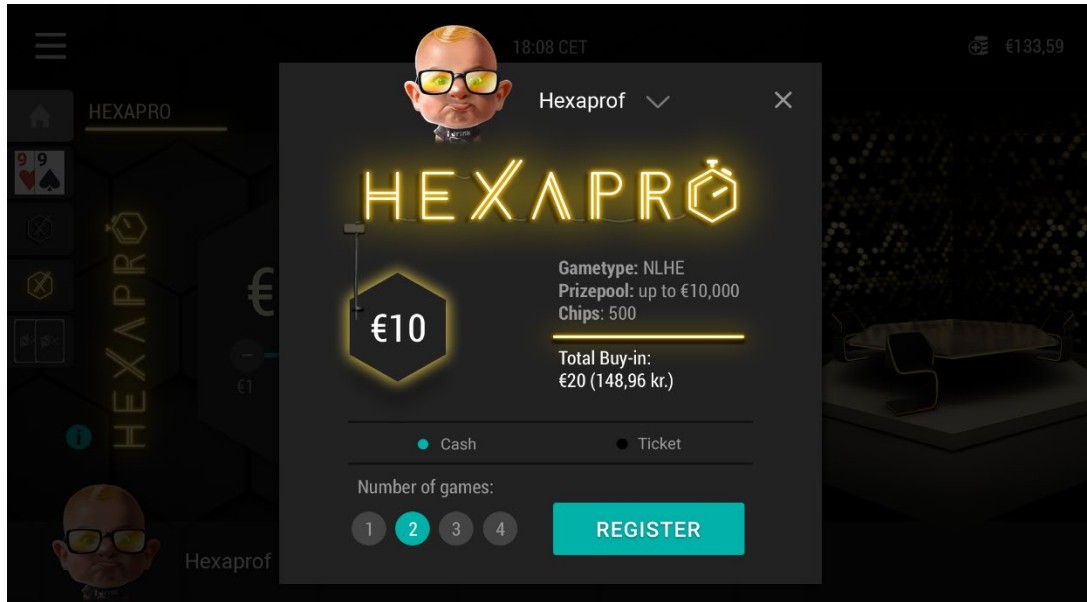 18:08 CET
€133,59
HEXAPRO
9 9
HEXAPRO
€
€1
Hexaprof
Hexaprof
HEXAPRO
€10
Gametype: NLHE
Prizepool: up to €10,000
Chips: 500
Total Buy-in:
€20 (148,96 kr.)
Cash
Ticket
Number of games:
1 2 3 4
REGISTER